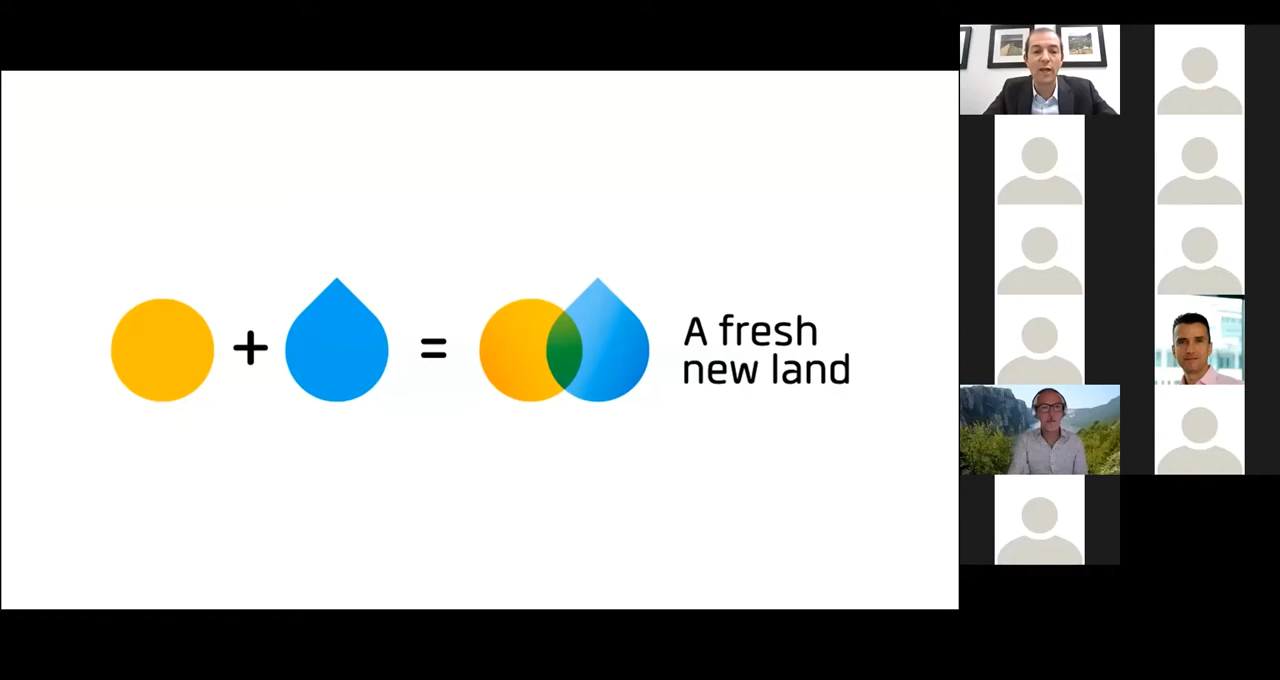 + =
A fresh
new land